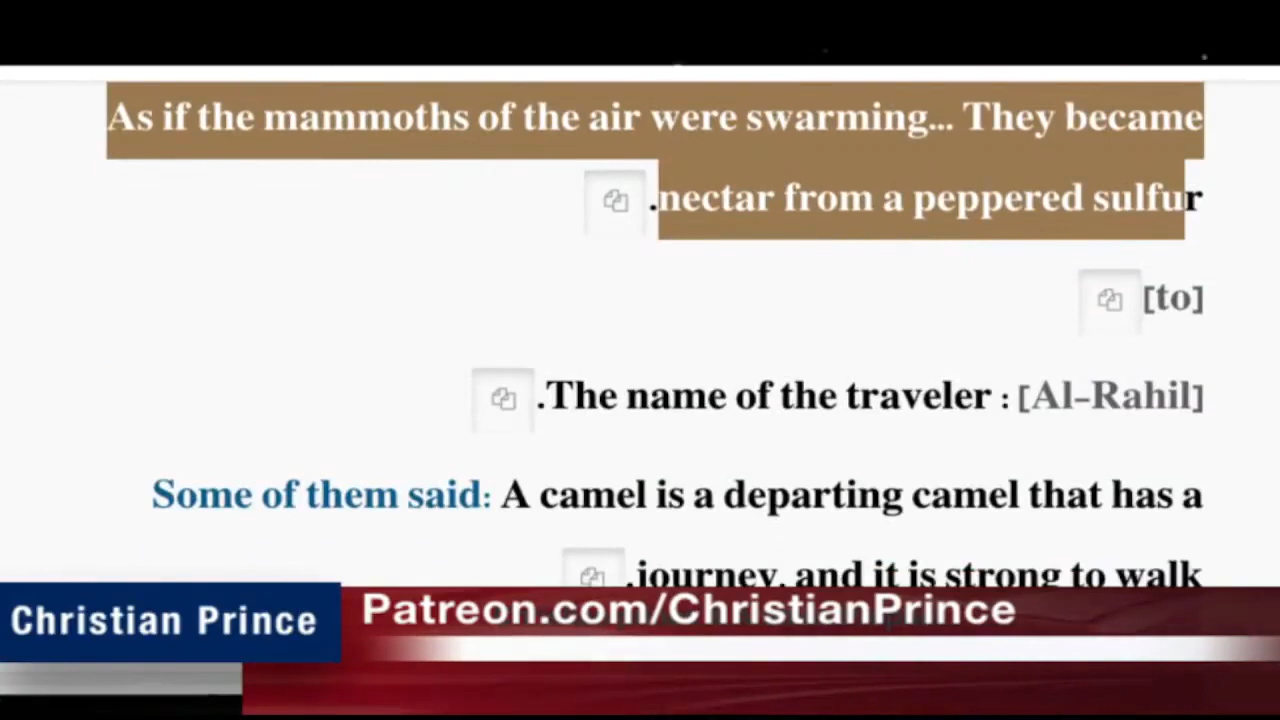 As if the mammoths of the air were swarming... They became
.nectar from a peppered sulfur
[to]
.The name of the traveler : [Al-Rahil]
Some of them said: A camel is a departing camel that has a
.journey, and it is strong to walk
Christian Prince
Patreon.com/ChristianPrince